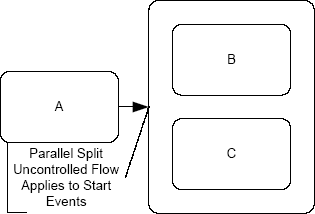 A
B
C
Parallel Split
Uncontrolled Flow
Applies to Start
Events